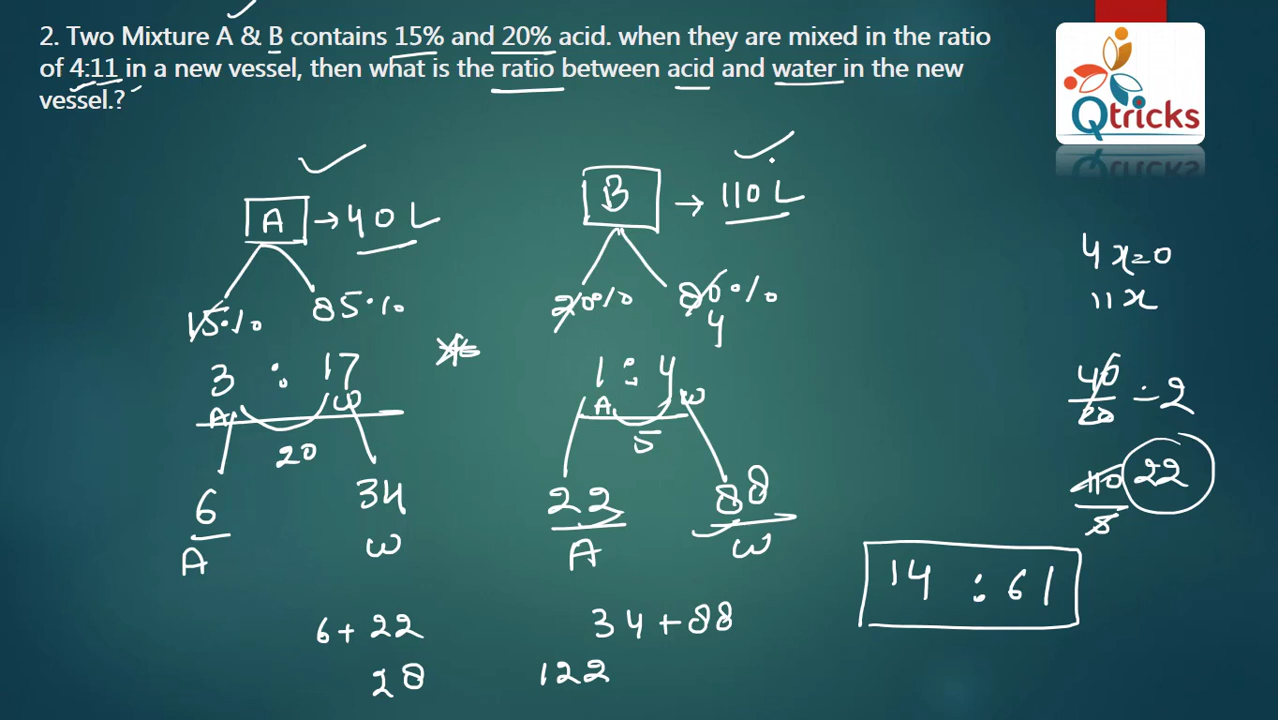 2. Two Mixture A & B contains 15% and 20% acid. when they are mixed in the ratio
of 4:11 in a new vessel, then what is the ratio between acid and water in the new
vessel.?
Qtricks
A → 40 L
B → 110 L
15% 85%
20% 80%
4
3 : 17
A W
20
1 : 4
A W
5
6 34
A W
22 88
A W
6+22
28
34+88
122
4x=0
11x
40/20 = 2
110/5 22
14 : 61